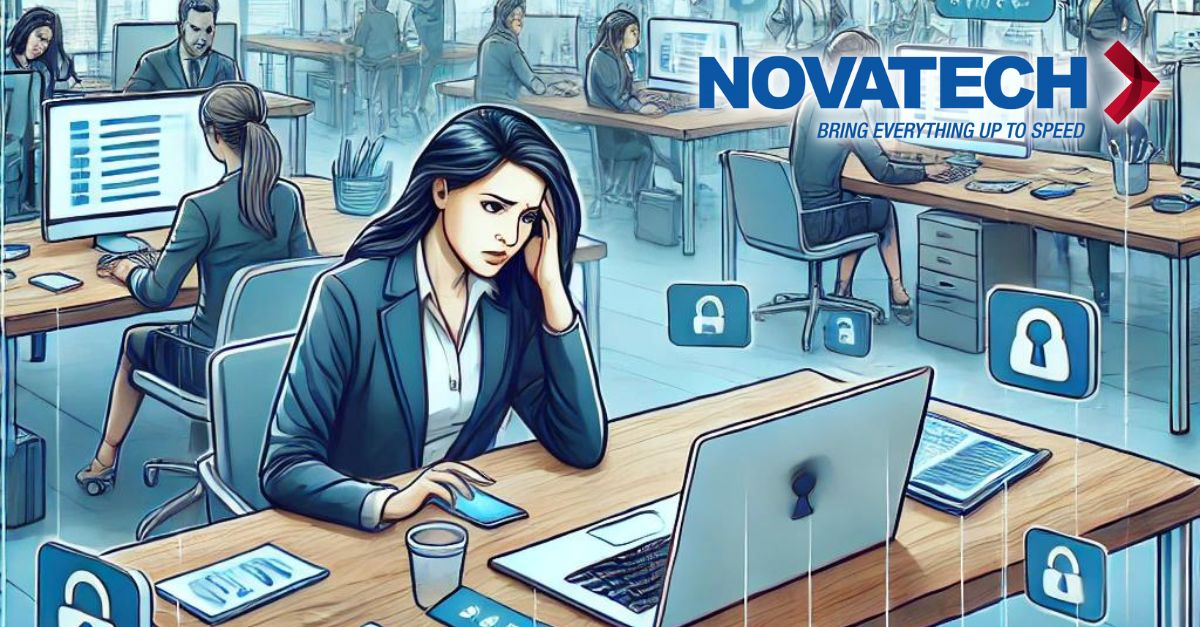 NOVATECH
BRING EVERYTHING UP TO SPEED